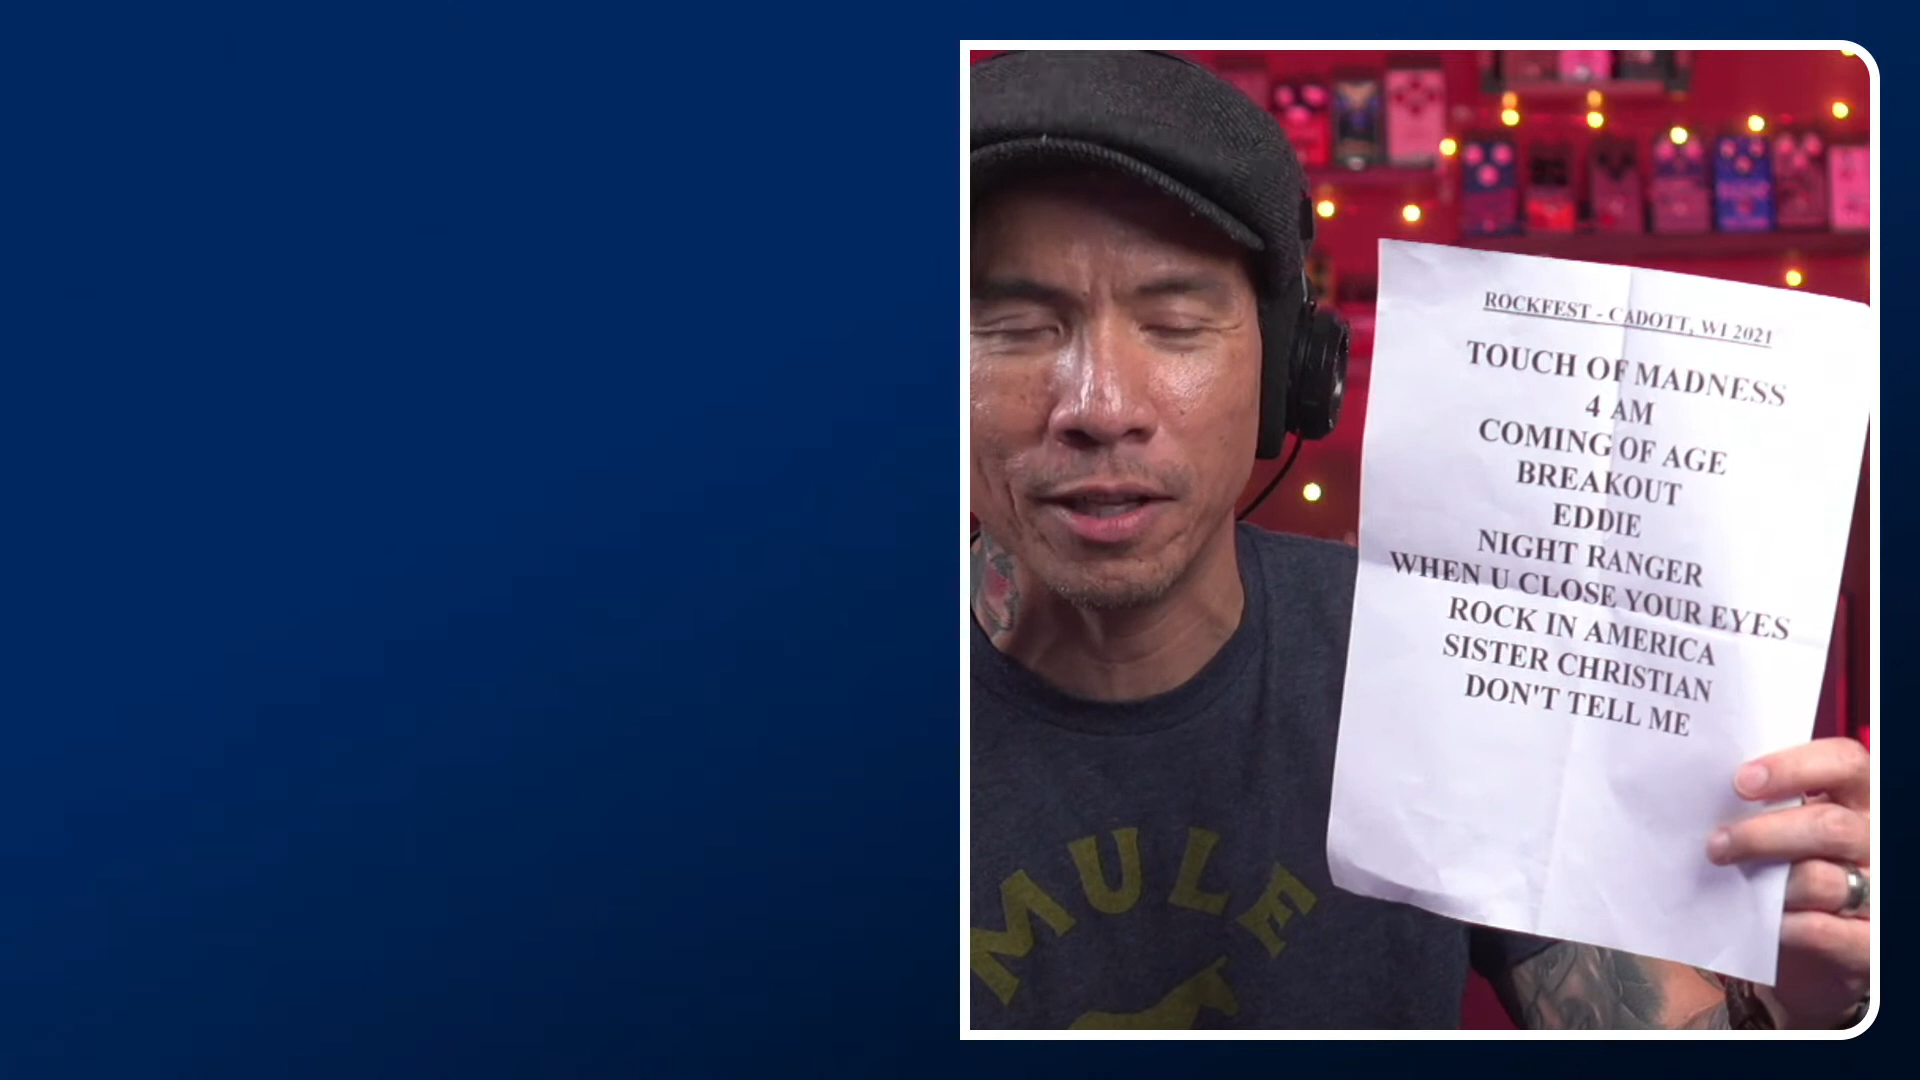 ROCKFEST - CADOTT, WI 2021
TOUCH OF MADNESS
4 AM
COMING OF AGE
BREAKOUT
EDDIE
NIGHT RANGER
WHEN U CLOSE YOUR EYES
ROCK IN AMERICA
SISTER CHRISTIAN
DON'T TELL ME
MULE